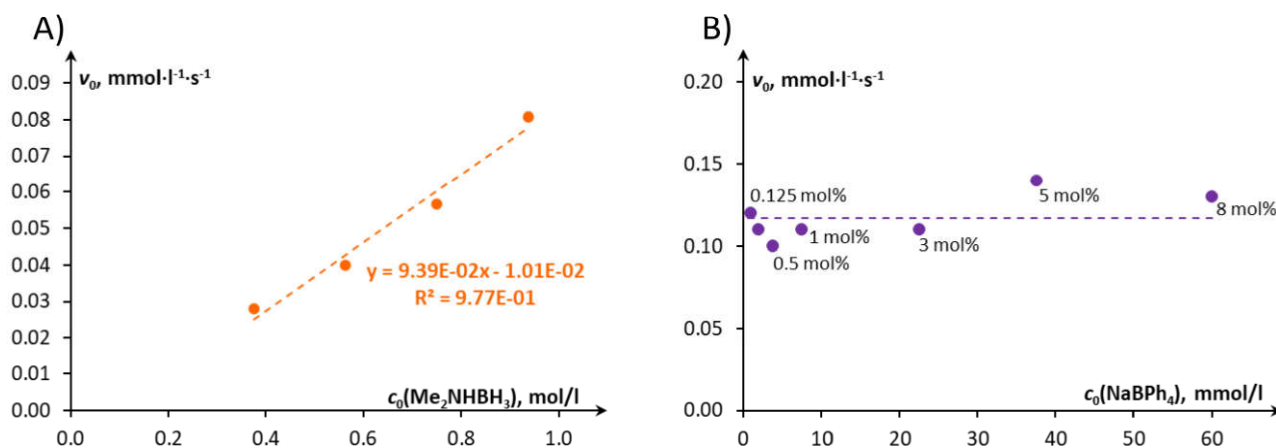 A)
v₀, mmol·l⁻¹·s⁻¹
0.09
0.08
0.07
0.06
0.05
0.04
0.03
0.02
0.01
0.00
y = 9.39E-02x - 1.01E-02
R² = 9.77E-01
c₀(Me₂NHBH₃), mol/l
0.0 0.2 0.4 0.6 0.8 1.0
B)
v₀, mmol·l⁻¹·s⁻¹
0.20
0.15
0.10
0.05
0.00
0.125 mol%
0.5 mol%
1 mol%
3 mol%
5 mol%
8 mol%
c₀(NaBPh₄), mmol/l
0 10 20 30 40 50 60